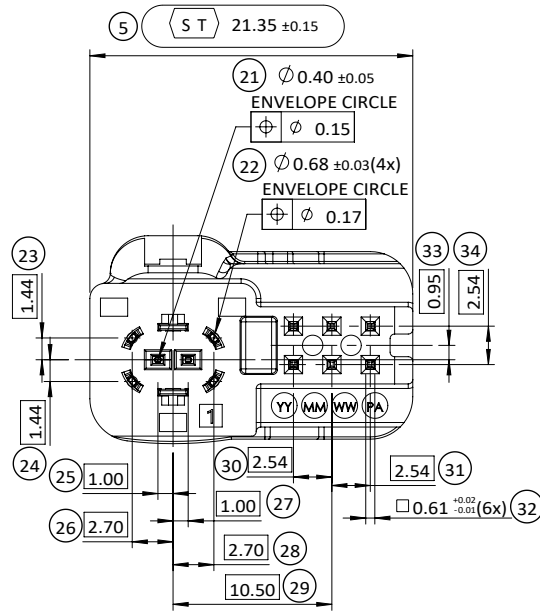 5 ST 21.35 ±0.15
21 Ø 0.40 ±0.05
ENVELOPE CIRCLE
⌖ Ø 0.15
22 Ø 0.68 ±0.03(4x)
ENVELOPE CIRCLE
⌖ Ø 0.17
23 33 34
1.44 0.95 2.54
1
YY MM WW PA
1.44
24
30 2.54 2.54 31
25 1.00
1.00 27
□ 0.61 +0.02 -0.01 (6x) 32
26 2.70
2.70 28
10.50 29